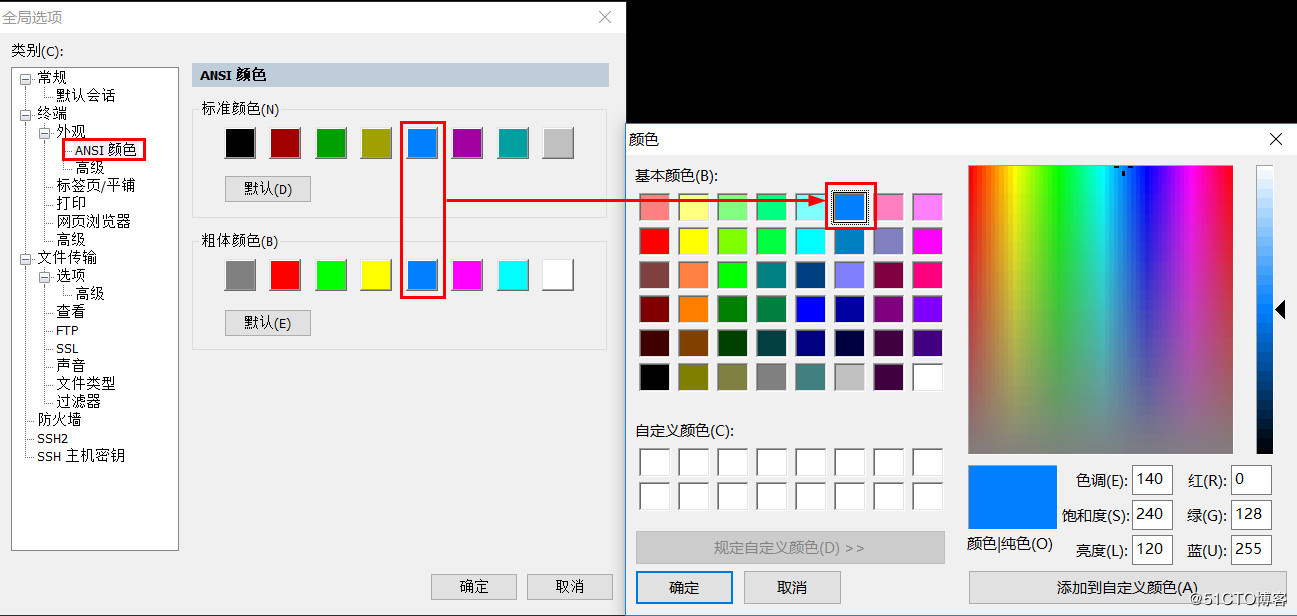 全局选项
类别(C):
常规
默认会话
终端
外观
ANSI 颜色
高级
标签页/平铺
打印
网页浏览器
高级
文件传输
选项
高级
查看
FTP
SSL
声音
文件类型
过滤器
防火墙
SSH2
SSH 主机密钥
ANSI 颜色
标准颜色(N)
默认(D)
粗体颜色(B)
默认(E)
确定
取消
颜色
基本颜色(B):
自定义颜色(C):
规定自定义颜色(D) >>
确定
取消
颜色|纯色(O)
色调(E): 140 红(R): 0
饱和度(S): 240 绿(G): 128
亮度(L): 120 蓝(U): 255
添加到自定义颜色(A)
@51CTO博客